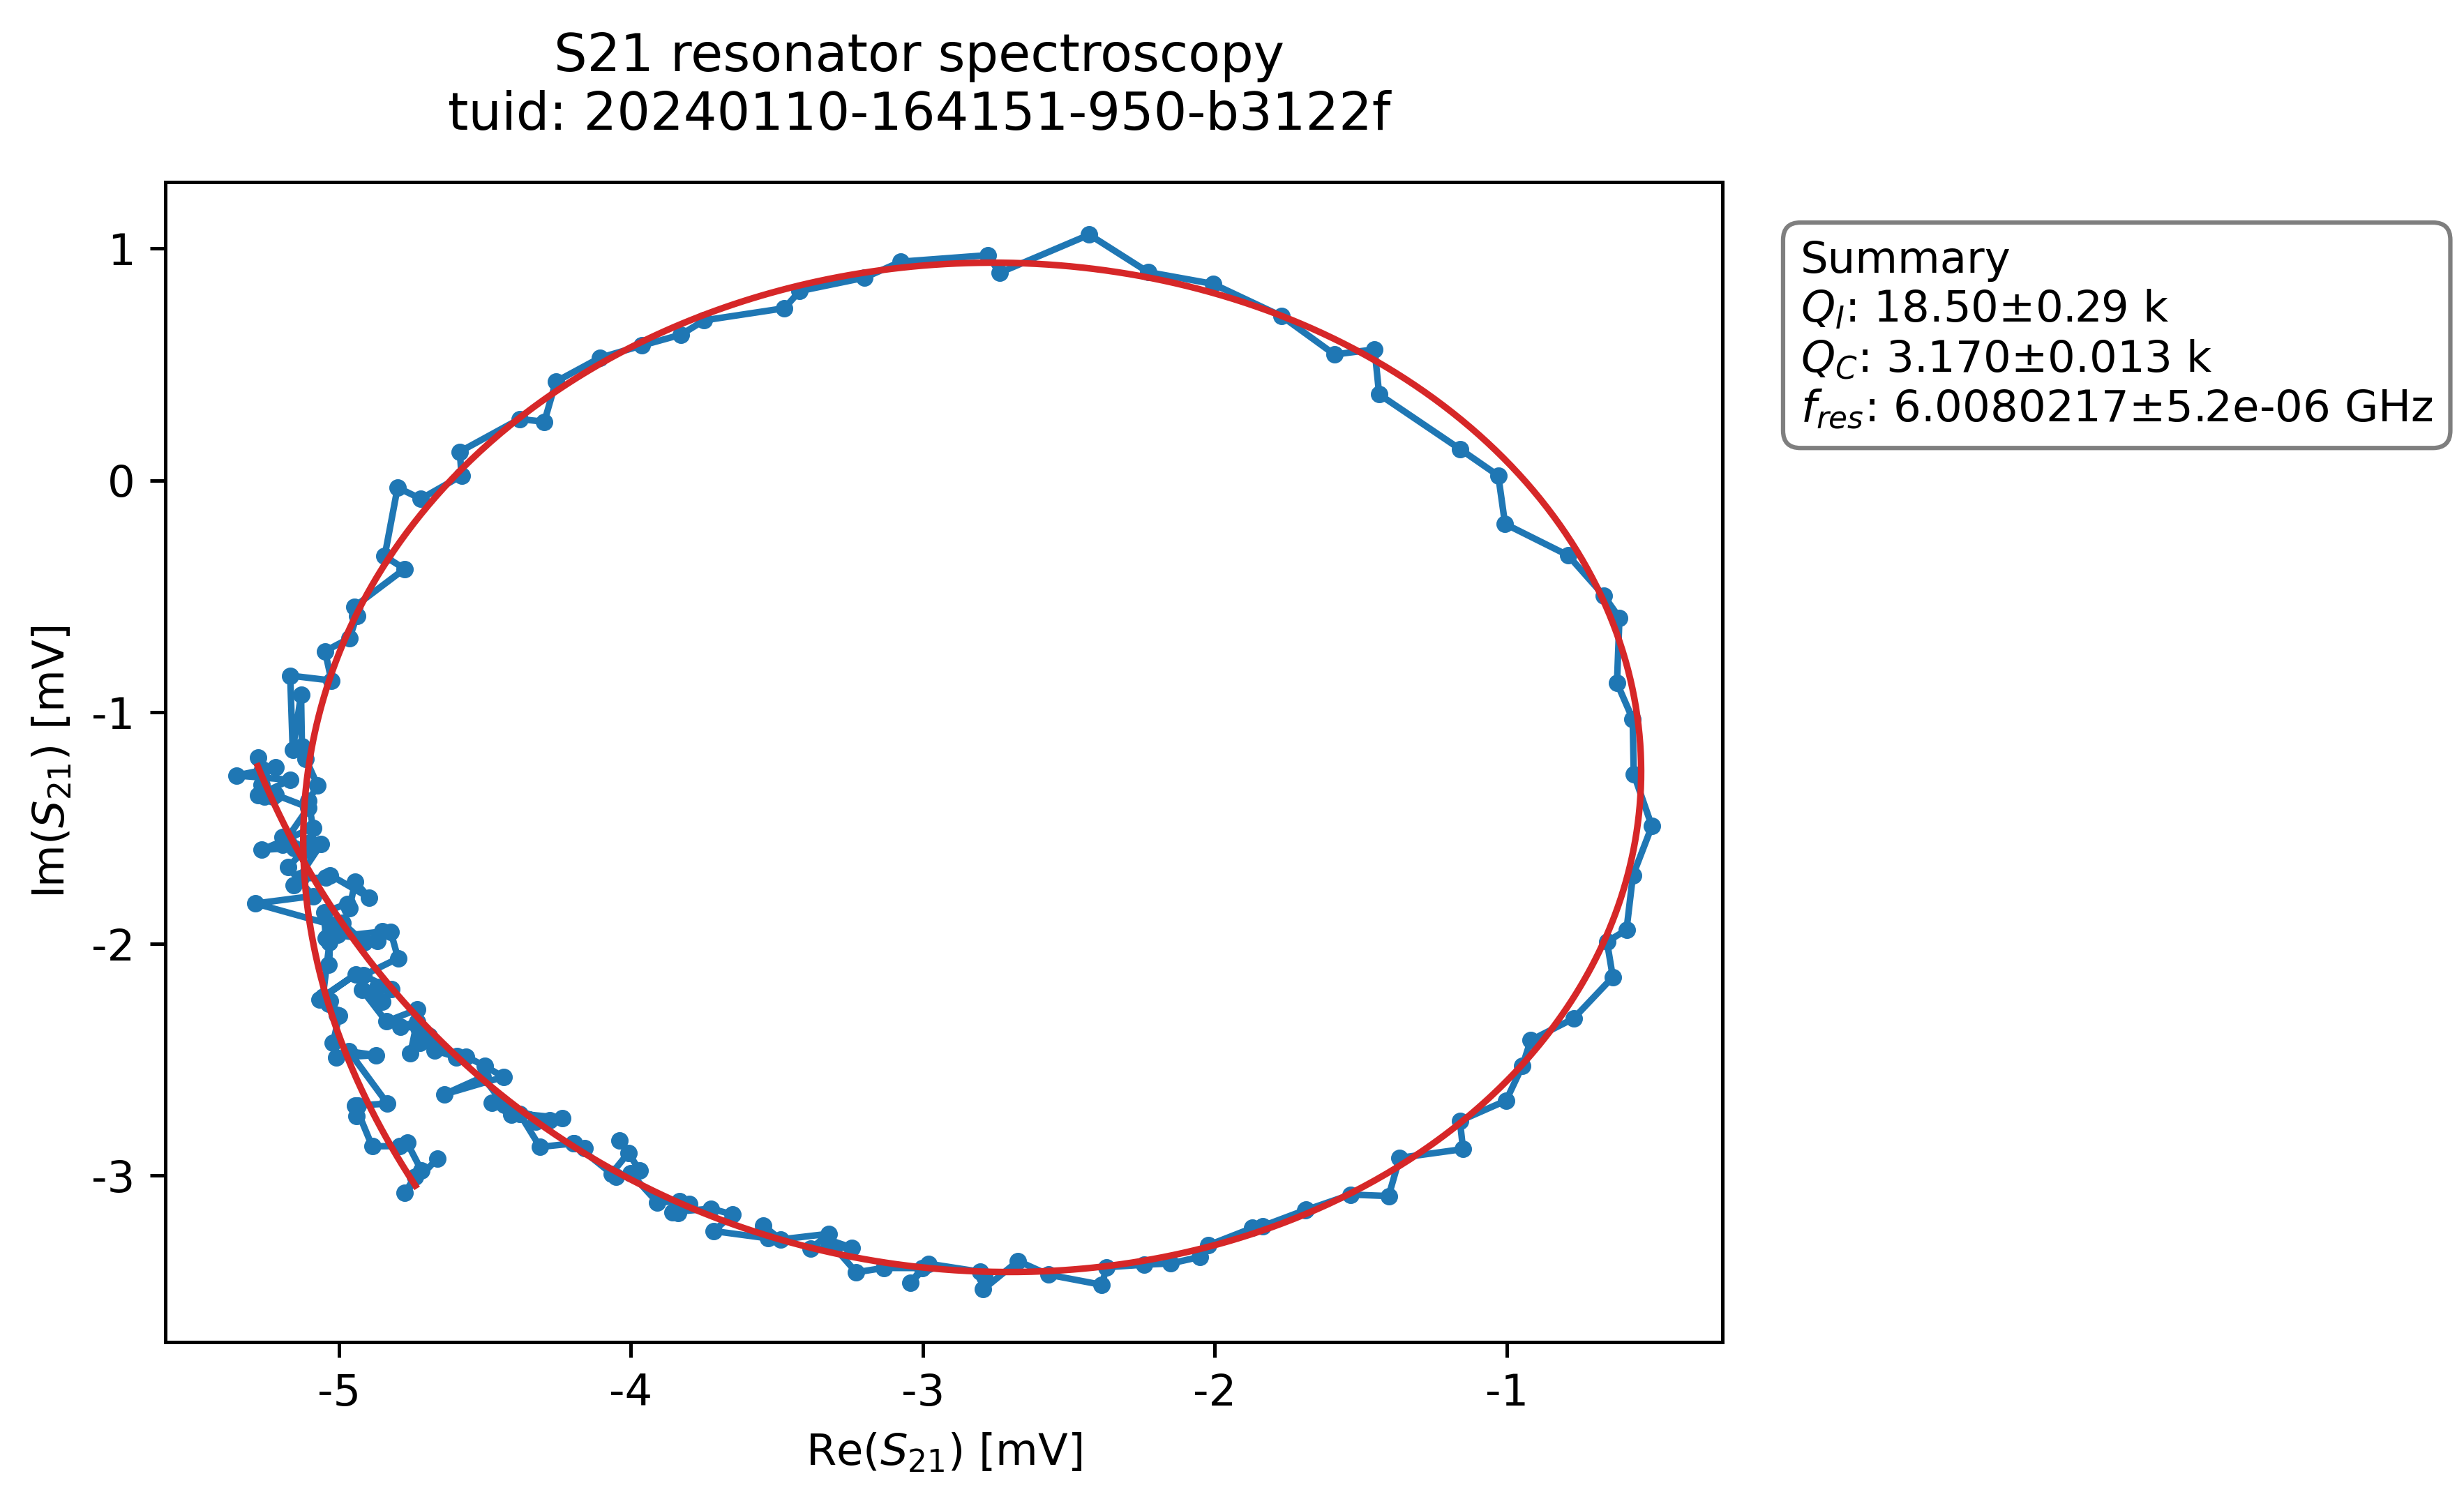 S21 resonator spectroscopy
tuid: 20240110-164151-950-b3122f
1
0
-1
-2
-3
Im(S21) [mV]
-5 -4 -3 -2 -1
Re(S21) [mV]
Summary
QI: 18.50±0.29 k
QC: 3.170±0.013 k
fres: 6.0080217±5.2e-06 GHz